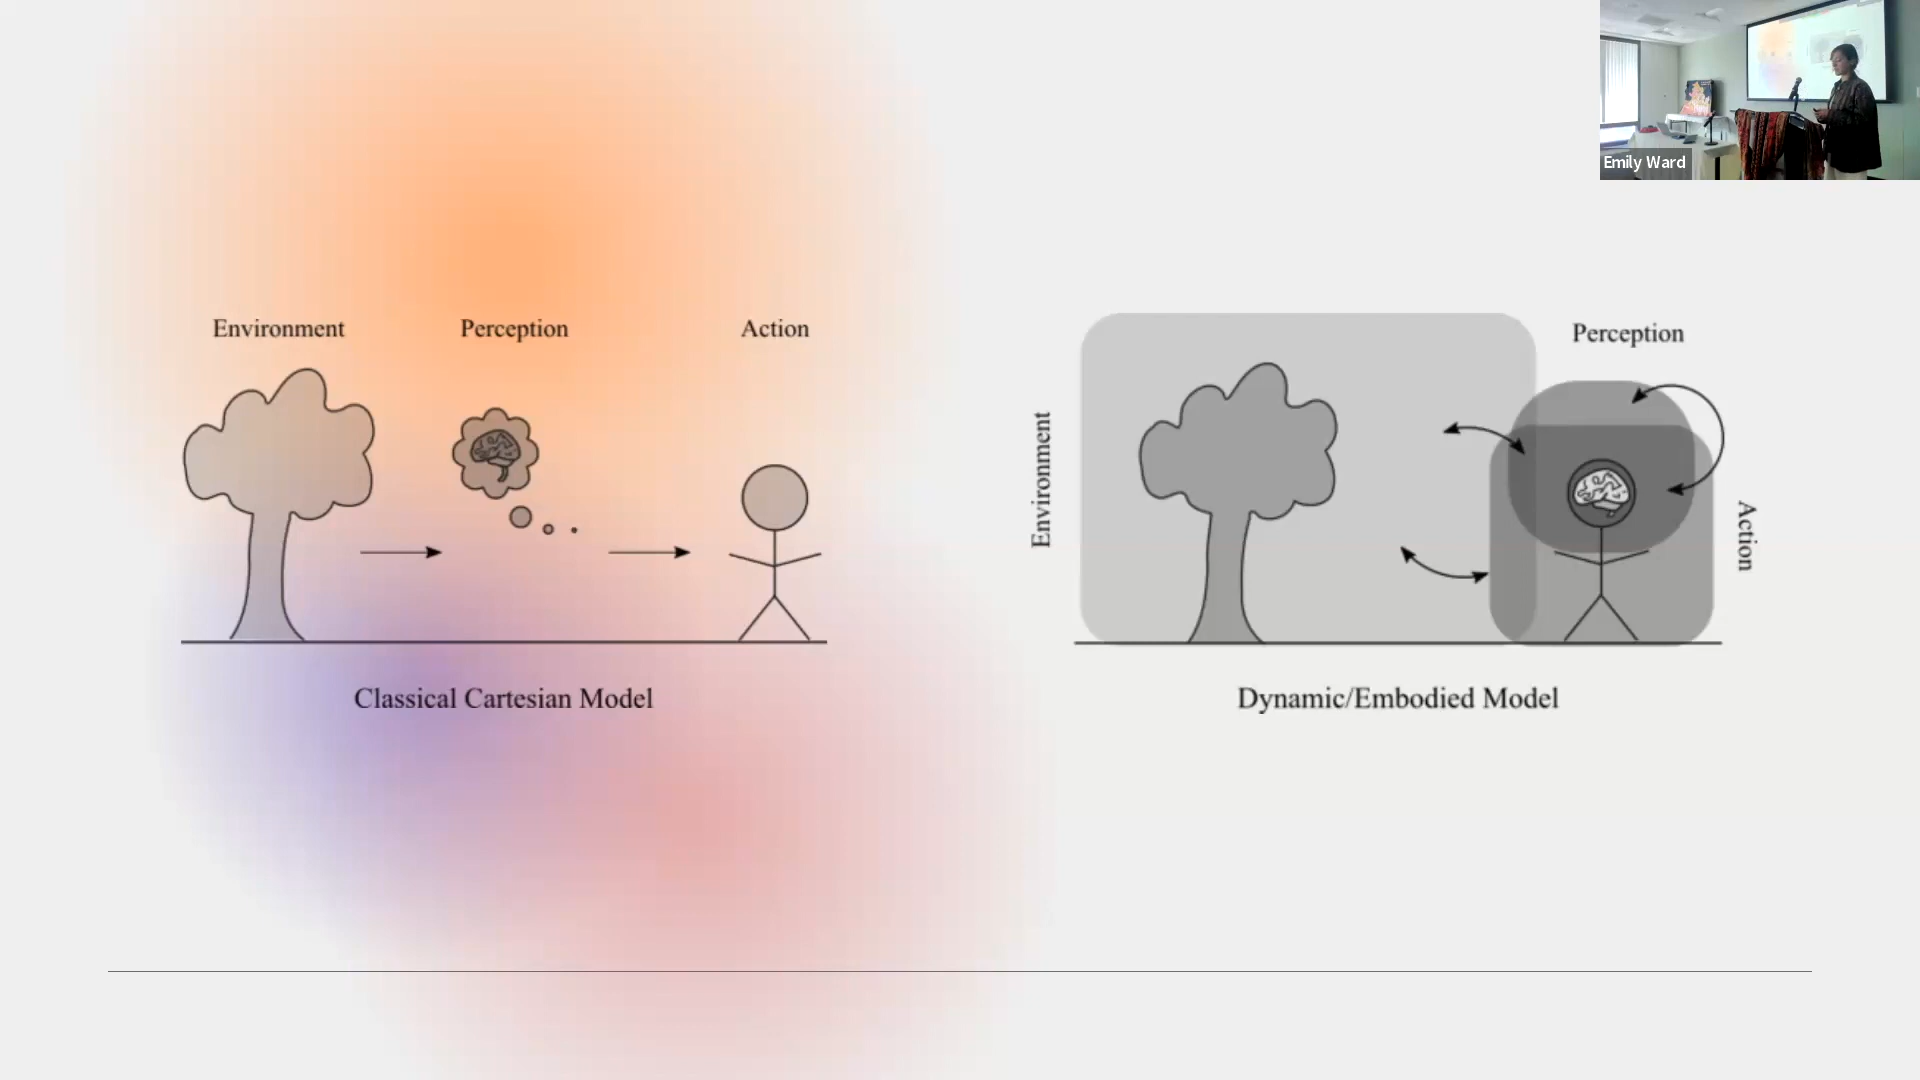 Environment
Perception
Action
Classical Cartesian Model
Environment
Perception
Action
Dynamic/Embodied Model
Emily Ward